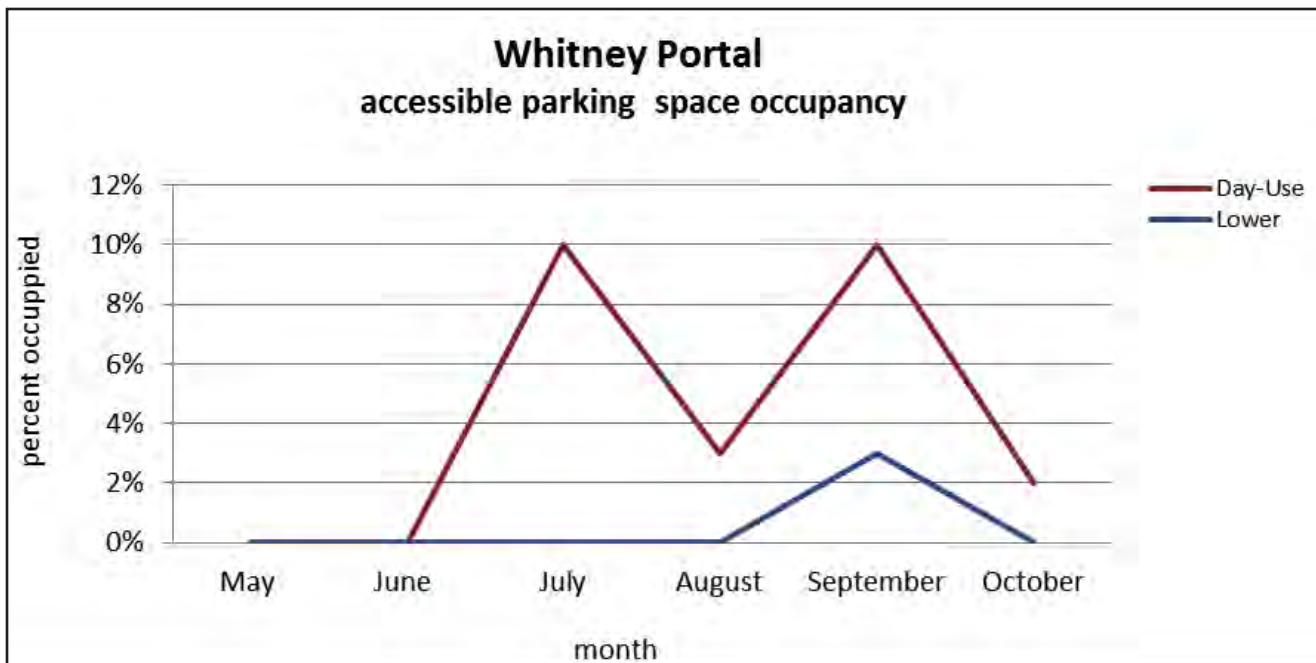 Whitney Portal
accessible parking space occupancy
12%
10%
8%
6%
4%
2%
0%
percent occuppied
May June July August September October
month
Day-Use
Lower